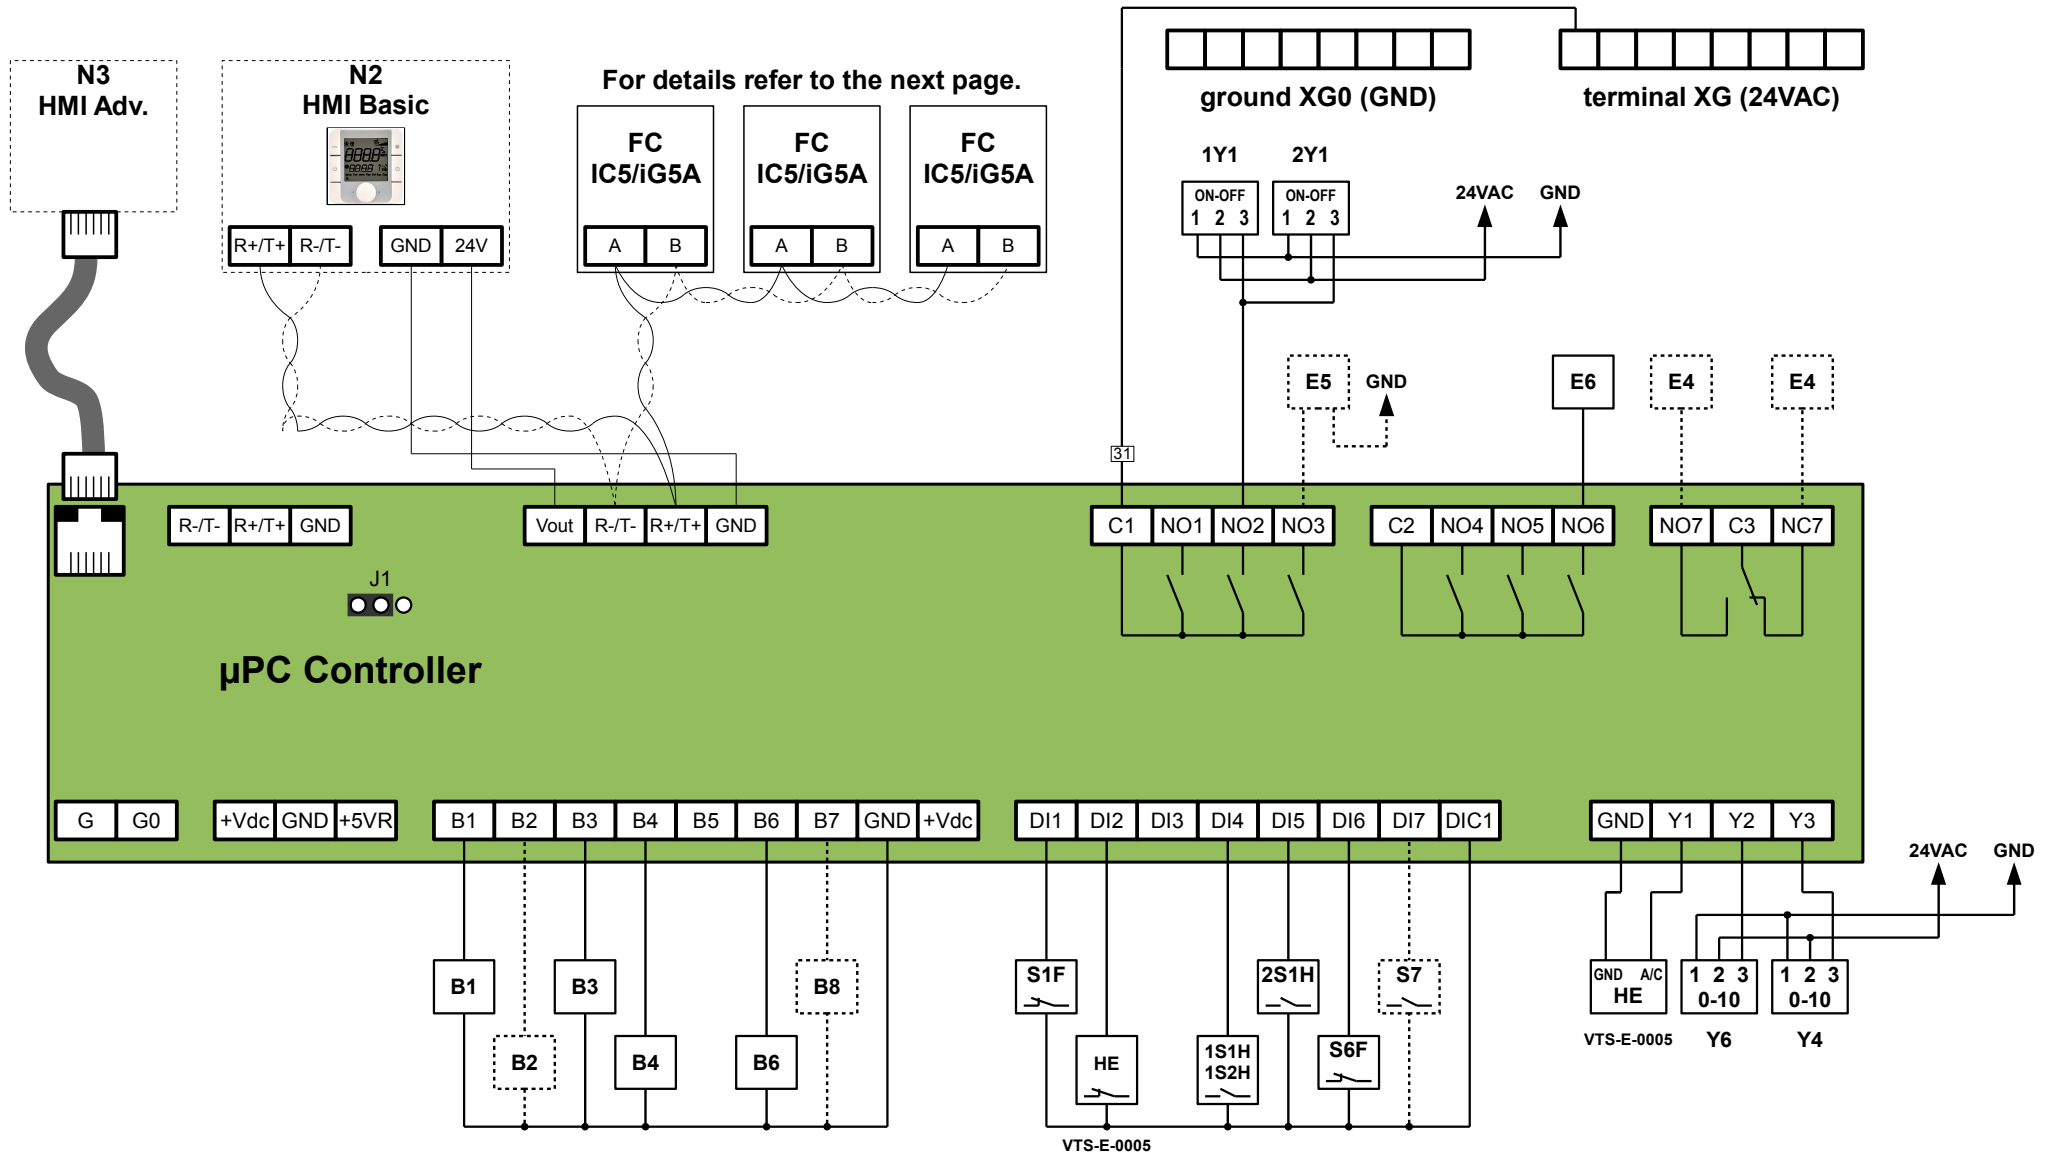 N3
HMI Adv.
N2
HMI Basic
For details refer to the next page.
ground XG0 (GND)
terminal XG (24VAC)
FC
IC5/iG5A
FC
IC5/iG5A
FC
IC5/iG5A
1Y1
2Y1
ON-OFF
1 2 3
ON-OFF
1 2 3
24VAC
GND
R+/T+ R-/T- GND 24V
A B
A B
A B
E5
GND
E6
E4
E4
31
R-/T- R+/T+ GND
Vout R-/T- R+/T+ GND
C1 NO1 NO2 NO3
C2 NO4 NO5 NO6
NO7 C3 NC7
J1
µPC Controller
G G0
+Vdc GND +5VR
B1 B2 B3 B4 B5 B6 B7 GND +Vdc
DI1 DI2 DI3 DI4 DI5 DI6 DI7 DIC1
GND Y1 Y2 Y3
24VAC
GND
B1
B3
B8
B2
B4
B6
S1F
2S1H
S7
HE
1S1H
1S2H
S6F
VTS-E-0005
GND A/C
HE
1 2 3
0-10
1 2 3
0-10
VTS-E-0005
Y6
Y4